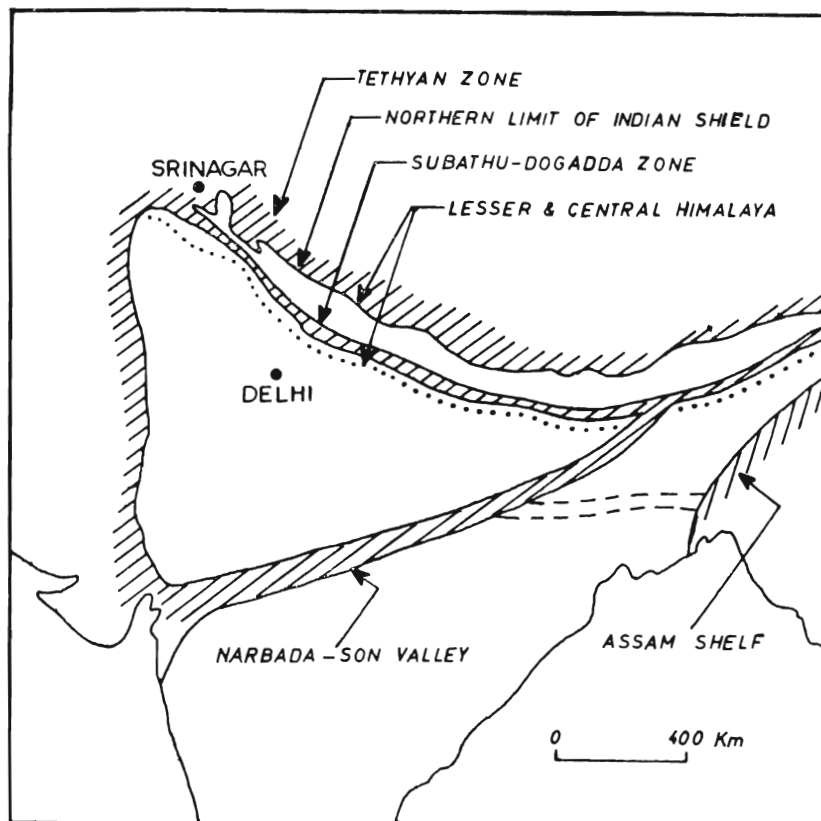 TETHYAN ZONE
NORTHERN LIMIT OF INDIAN SHIELD
SRINAGAR
SUBATHU-DOGADDA ZONE
LESSER & CENTRAL HIMALAYA
DELHI
NARBADA-SON VALLEY
ASSAM SHELF
0 400 Km